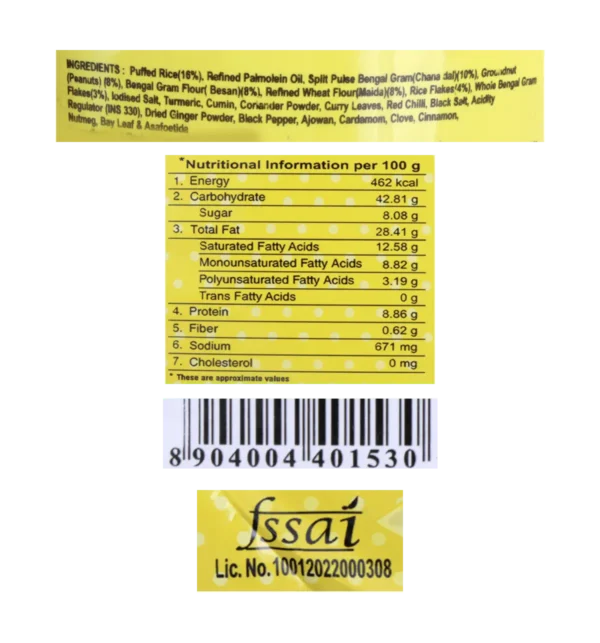 INGREDIENTS : Puffed Rice(16%), Refined Palmolein Oil, Split Pulse Bengal Gram(Chana dal)(10%), Groundnut
(Peanuts) (8%), Bengal Gram Flour( Besan)(8%), Refined Wheat Flour(Maida)(8%), Rice Flakes(4%), Whole Bengal Gram
Flakes(3%), Iodised Salt, Turmeric, Cumin, Coriander Powder, Curry Leaves, Red Chilli, Black Salt, Acidity
Regulator (INS 330), Dried Ginger Powder, Black Pepper, Ajowan, Cardamom, Clove, Cinnamon,
Nutmeg, Bay Leaf & Asafoetida
*Nutritional Information per 100 g
1. Energy 462 kcal
2. Carbohydrate 42.81 g
Sugar 8.08 g
3. Total Fat 28.41 g
Saturated Fatty Acids 12.58 g
Monounsaturated Fatty Acids 8.82 g
Polyunsaturated Fatty Acids 3.19 g
Trans Fatty Acids 0 g
4. Protein 8.86 g
5. Fiber 0.62 g
6. Sodium 671 mg
7. Cholesterol 0 mg
* These are approximate values
8 904004 401530
fssai
Lic. No. 10012022000308